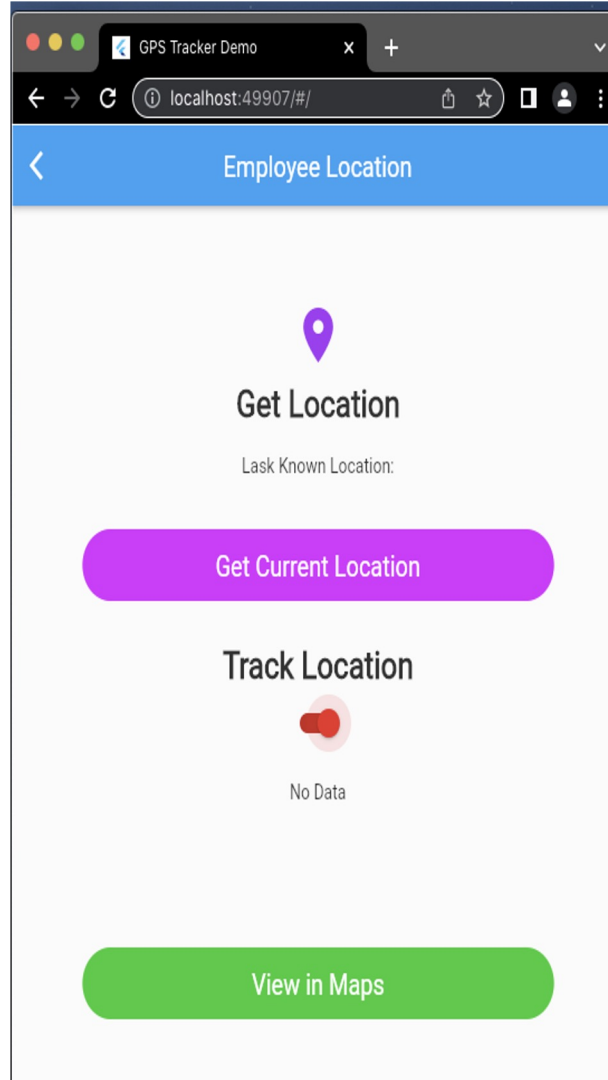 GPS Tracker Demo
localhost:49907/#/
Employee Location
Get Location
Lask Known Location:
Get Current Location
Track Location
No Data
View in Maps